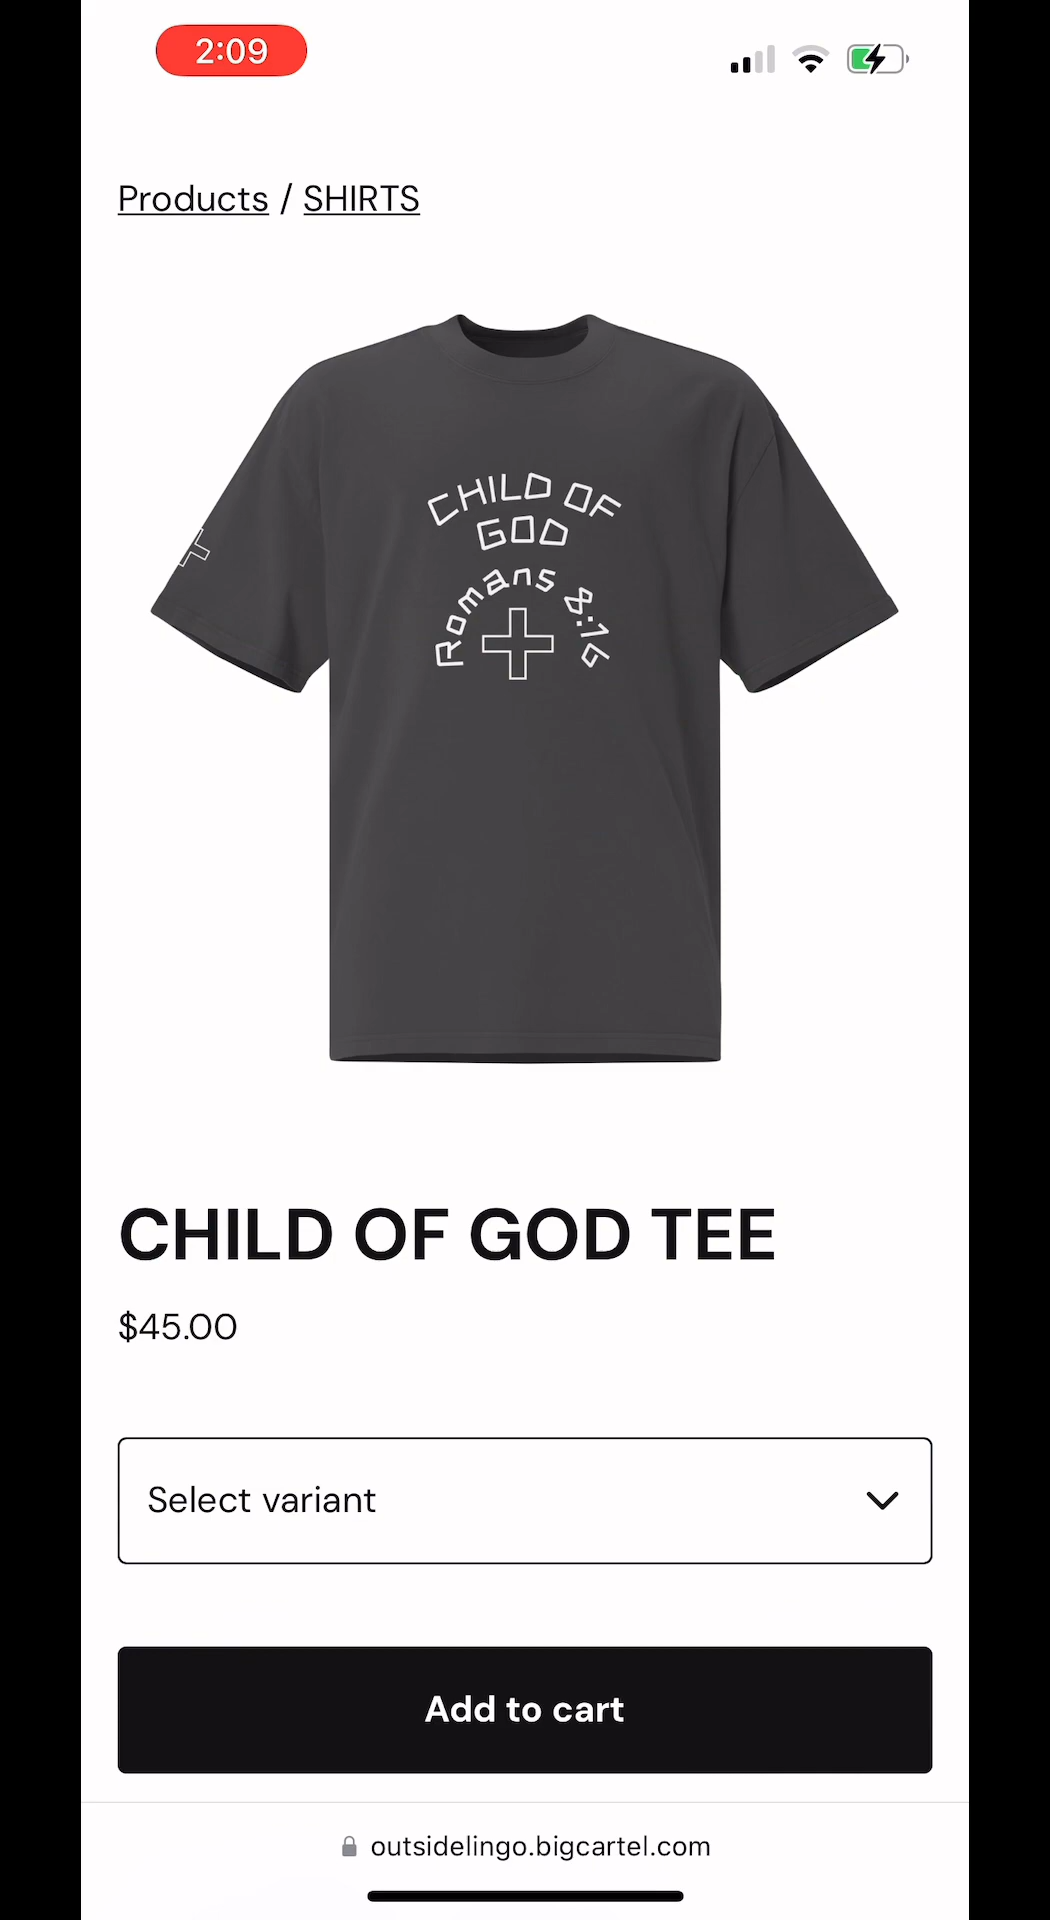 2:09
Products / SHIRTS
CHILD OF
GOD
Romans 8:16
CHILD OF GOD TEE
$45.00
Select variant
Add to cart
outsidelingo.bigcartel.com